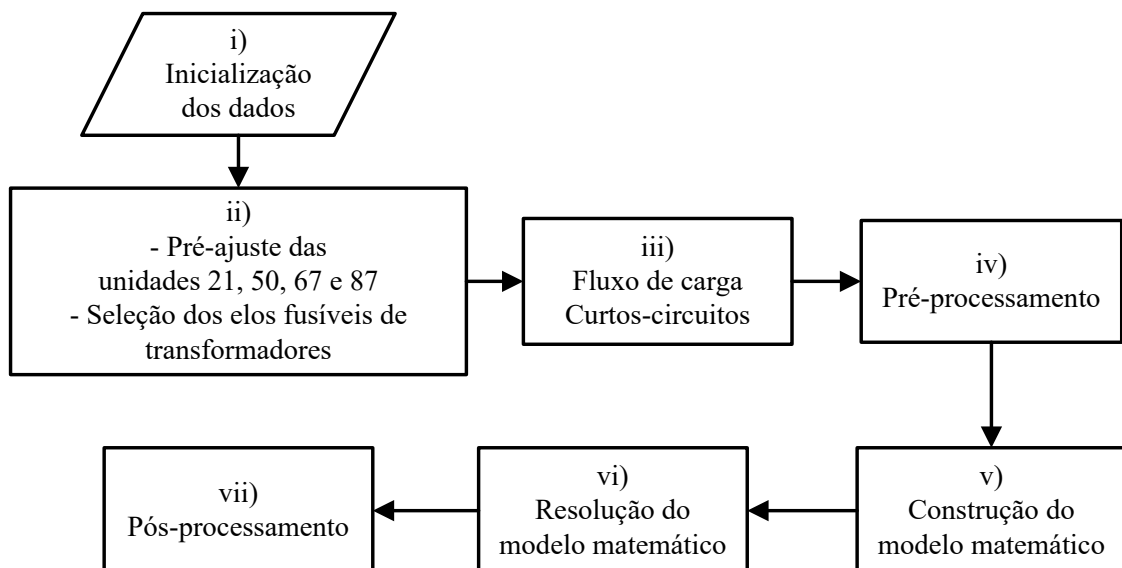 i)
Inicialização
dos dados
ii)
- Pré-ajuste das
unidades 21, 50, 67 e 87
- Seleção dos elos fusíveis de
transformadores
iii)
Fluxo de carga
Curtos-circuitos
iv)
Pré-processamento
v)
Construção do
modelo matemático
vi)
Resolução do
modelo matemático
vii)
Pós-processamento